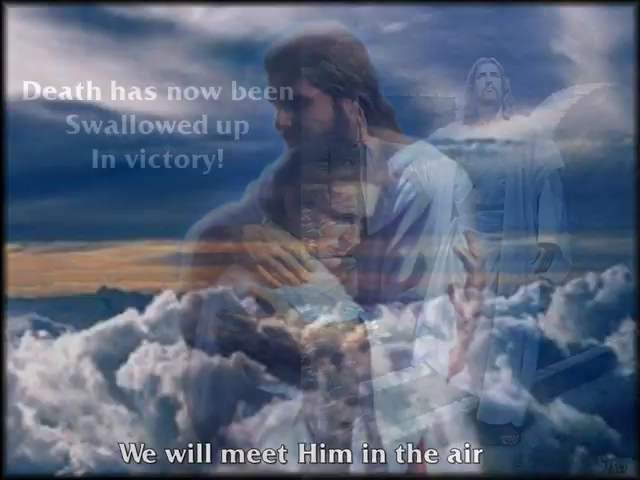 Death has now been
Swallowed up
In victory!
We will meet Him in the air